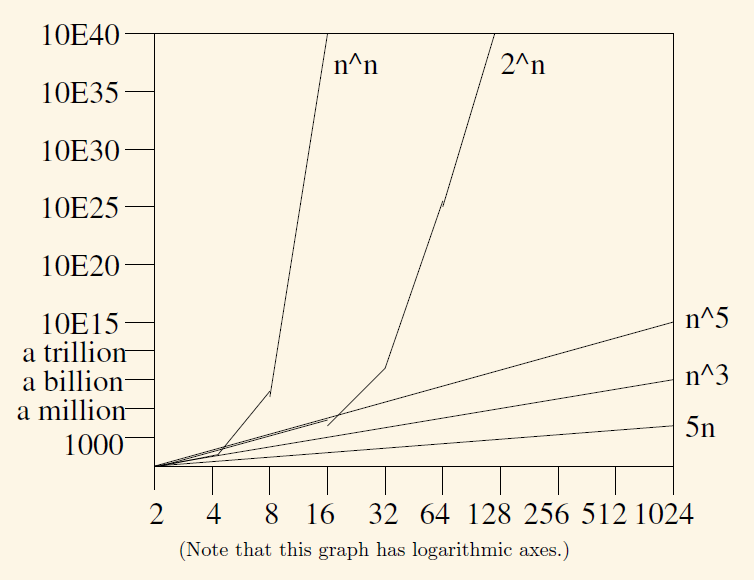 10E40
n^n
2^n
10E35
10E30
10E25
10E20
10E15
n^5
a trillion
a billion
n^3
a million
5n
1000
2 4 8 16 32 64 128 256 512 1024
(Note that this graph has logarithmic axes.)